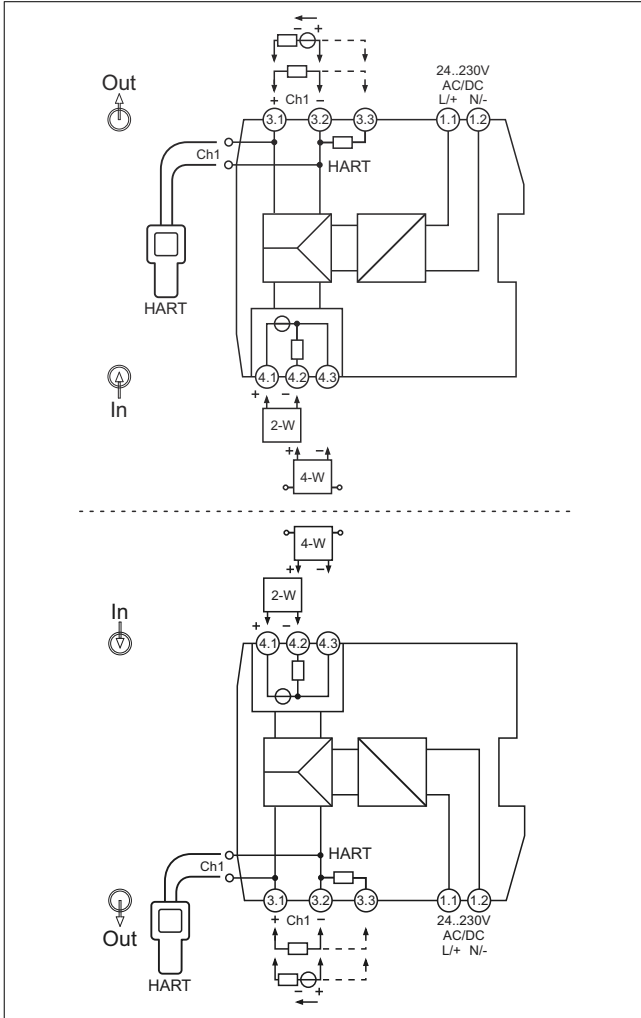 − +
24..230V
Out
AC/DC
+ Ch1 − L/+ N/-
3.1 3.2 3.3 1.1 1.2
Ch1
HART
HART
4.1 4.2 4.3
+ −
In
2-W
+ −
4-W
4-W
+ −
2-W
In
+ −
4.1 4.2 4.3
HART
Ch1
3.1 3.2 3.3 1.1 1.2
+ Ch1 − 24..230V
Out
AC/DC
L/+ N/-
HART
− +